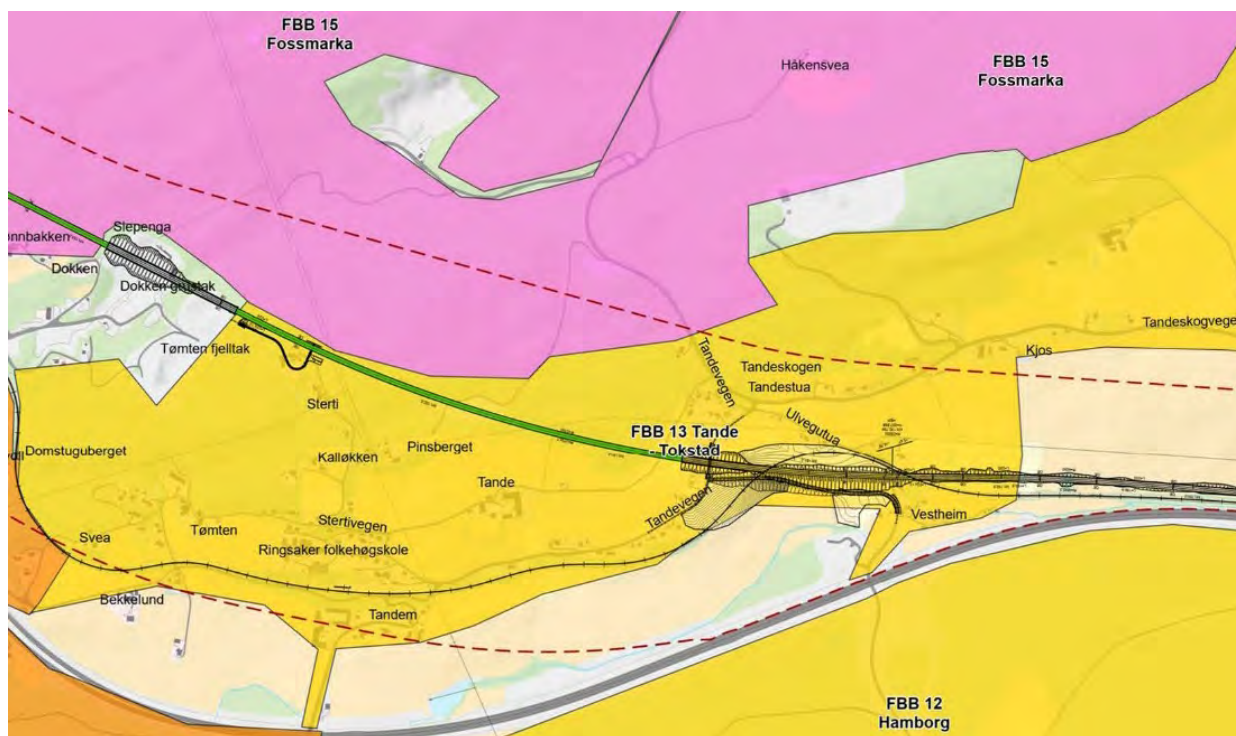 FBB 15
Fossmarka
FBB 15
Fossmarka
Håkensvea
Slepenga
ønnbakken
Dokken
Dokken grustak
Tømten fjelltak
Tandeskogvege
Kjos
Tandevegen
Tandeskogen
Tandestua
Sterti
Ulvegutua
FBB 13 Tande
- Tokstad
Pinsberget
Domstuguberget
Kalløkken
Tande
Tandevegen
Vestheim
Stertivegen
Tømten
Svea
Ringsaker folkehøgskole
Bekkelund
Tandem
FBB 12
Hamborg